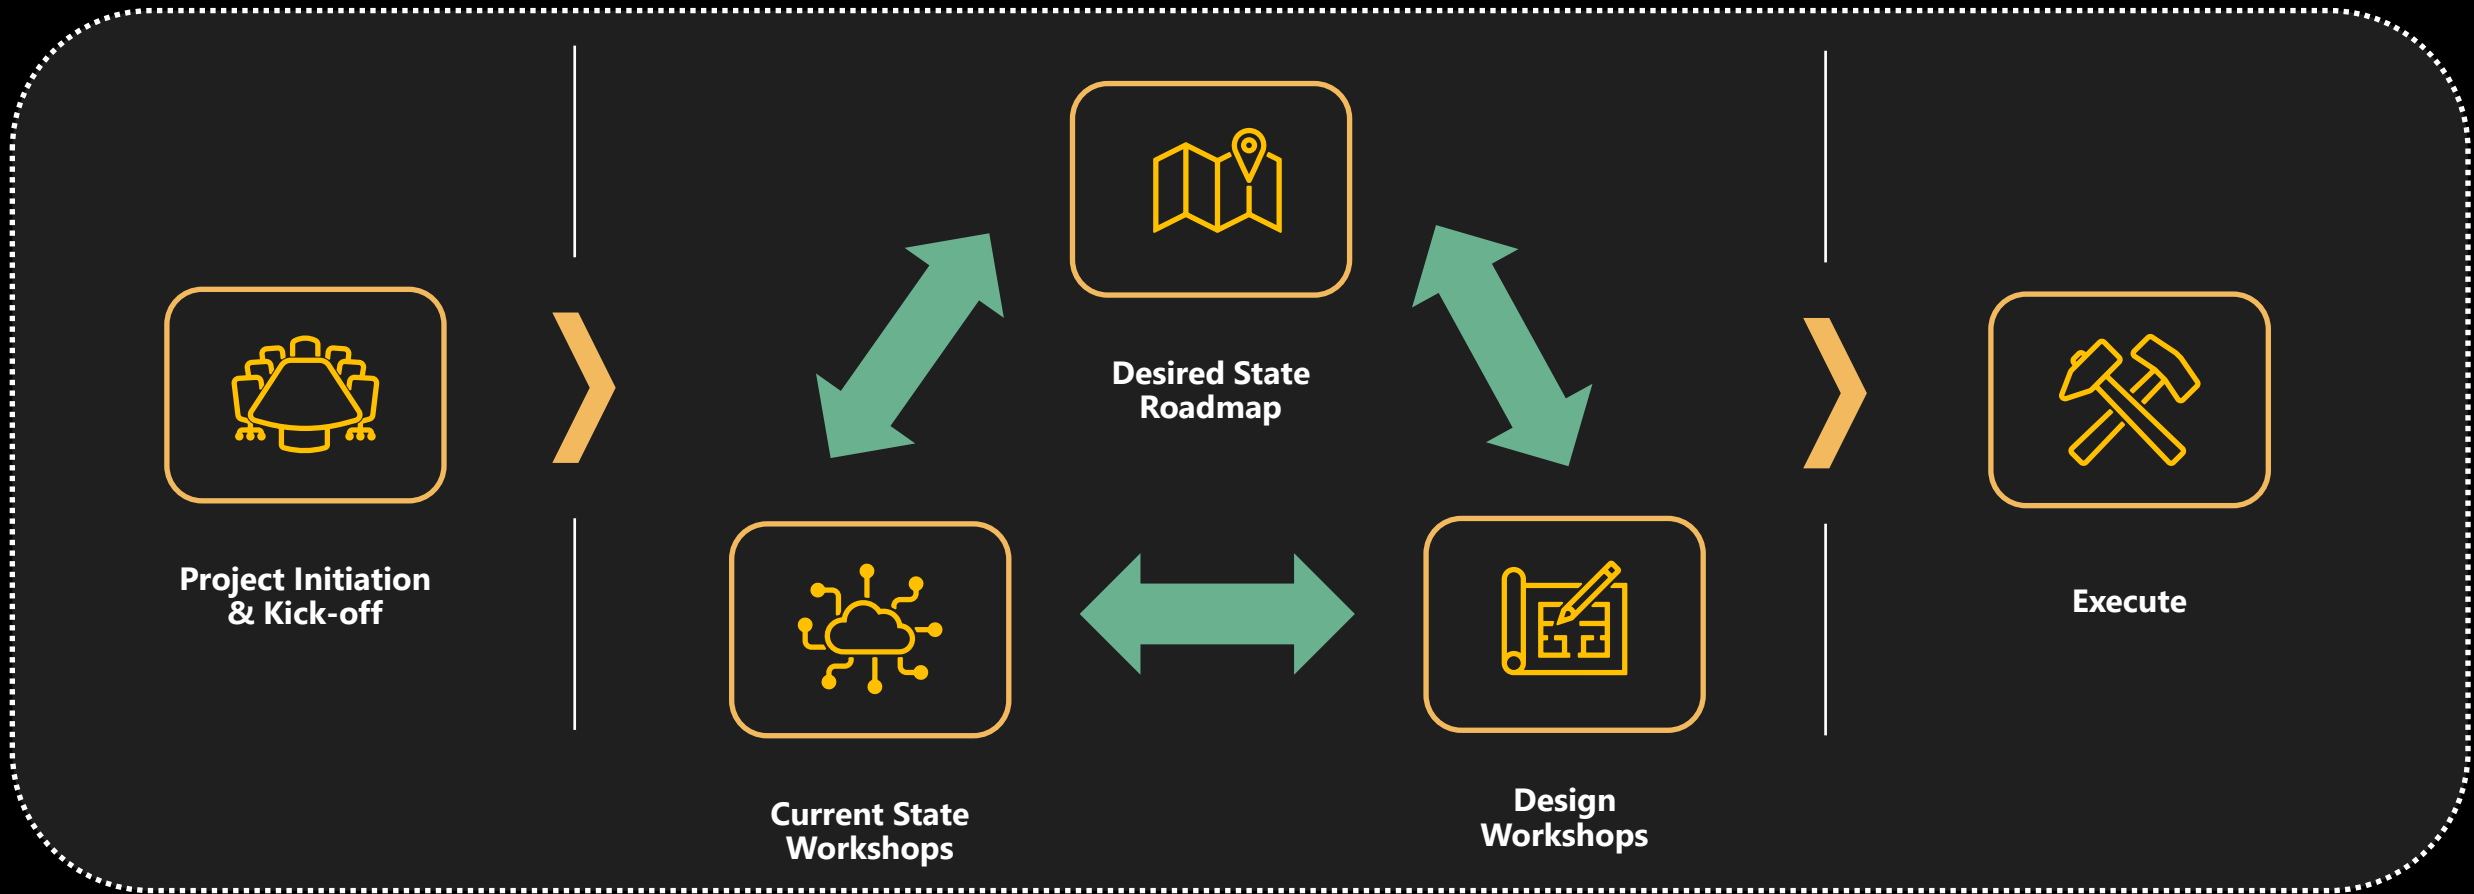 Project Initiation
& Kick-off
Desired State
Roadmap
Current State
Workshops
Design
Workshops
Execute